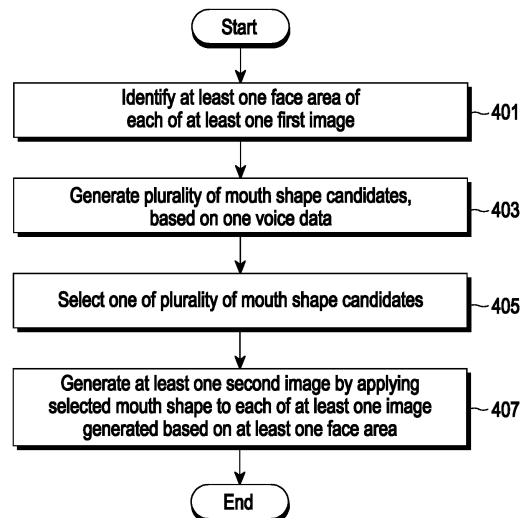 Start
Identify at least one face area of
each of at least one first image
401
Generate plurality of mouth shape candidates,
based on one voice data
403
Select one of plurality of mouth shape candidates
405
Generate at least one second image by applying
selected mouth shape to each of at least one image
generated based on at least one face area
407
End